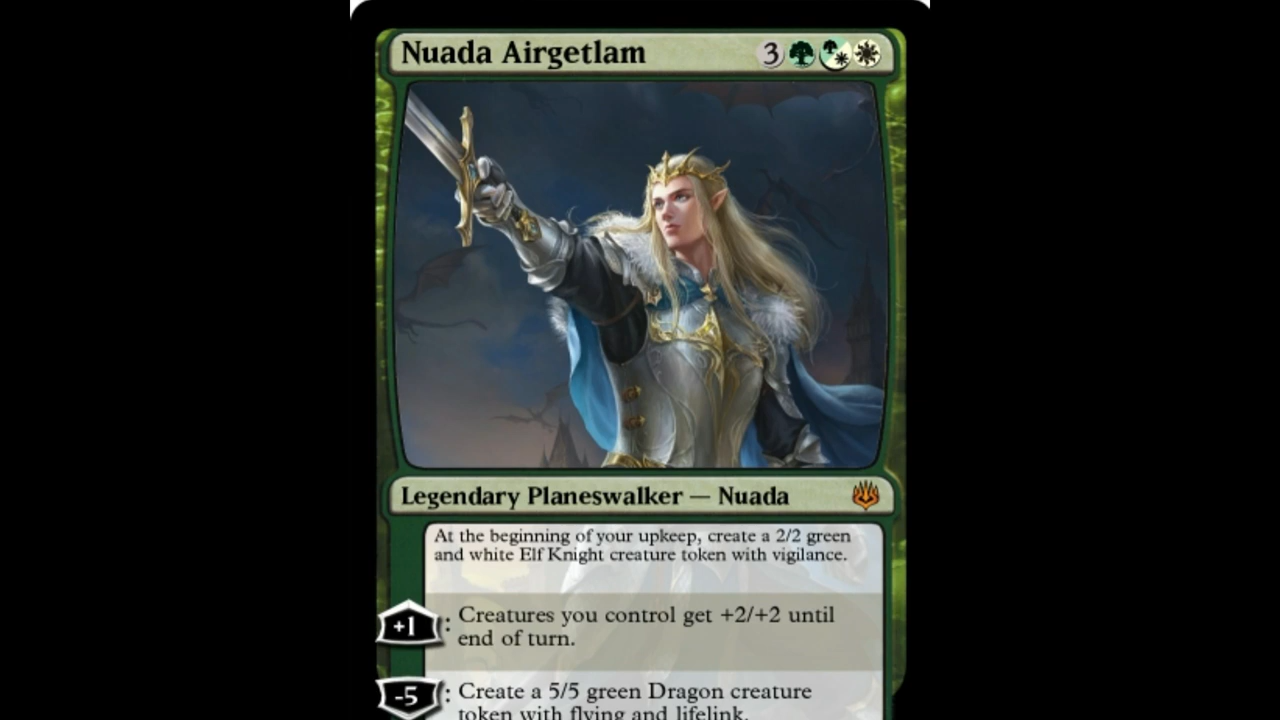 Nuada Airgetlam 3
Legendary Planeswalker — Nuada
At the beginning of your upkeep, create a 2/2 green
and white Elf Knight creature token with vigilance.
+1 : Creatures you control get +2/+2 until
end of turn.
-5 : Create a 5/5 green Dragon creature
token with flying and lifelink.